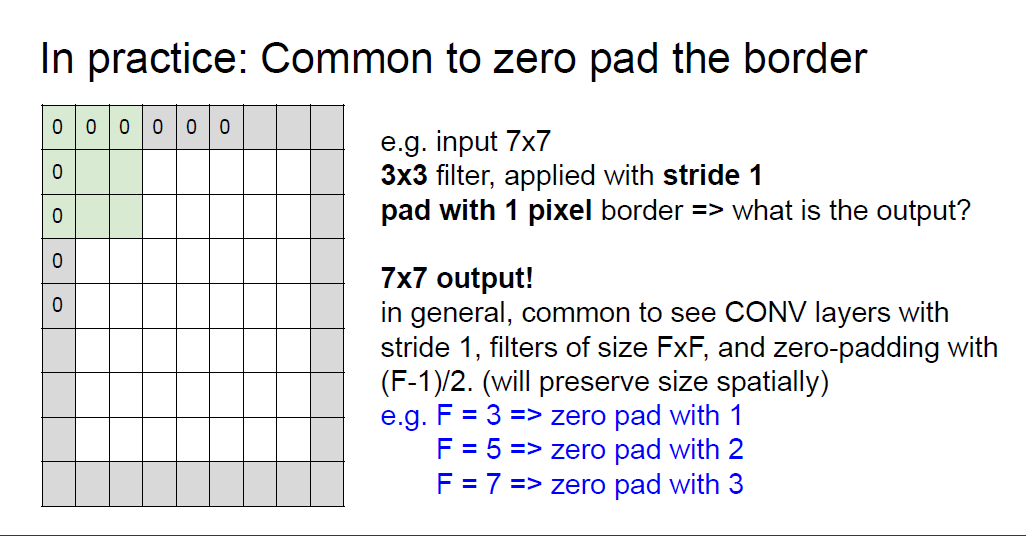 In practice: Common to zero pad the border
0 0 0 0 0 0
0
0
0
0
e.g. input 7x7
3x3 filter, applied with stride 1
pad with 1 pixel border => what is the output?
7x7 output!
in general, common to see CONV layers with
stride 1, filters of size FxF, and zero-padding with
(F-1)/2. (will preserve size spatially)
e.g. F = 3 => zero pad with 1
F = 5 => zero pad with 2
F = 7 => zero pad with 3